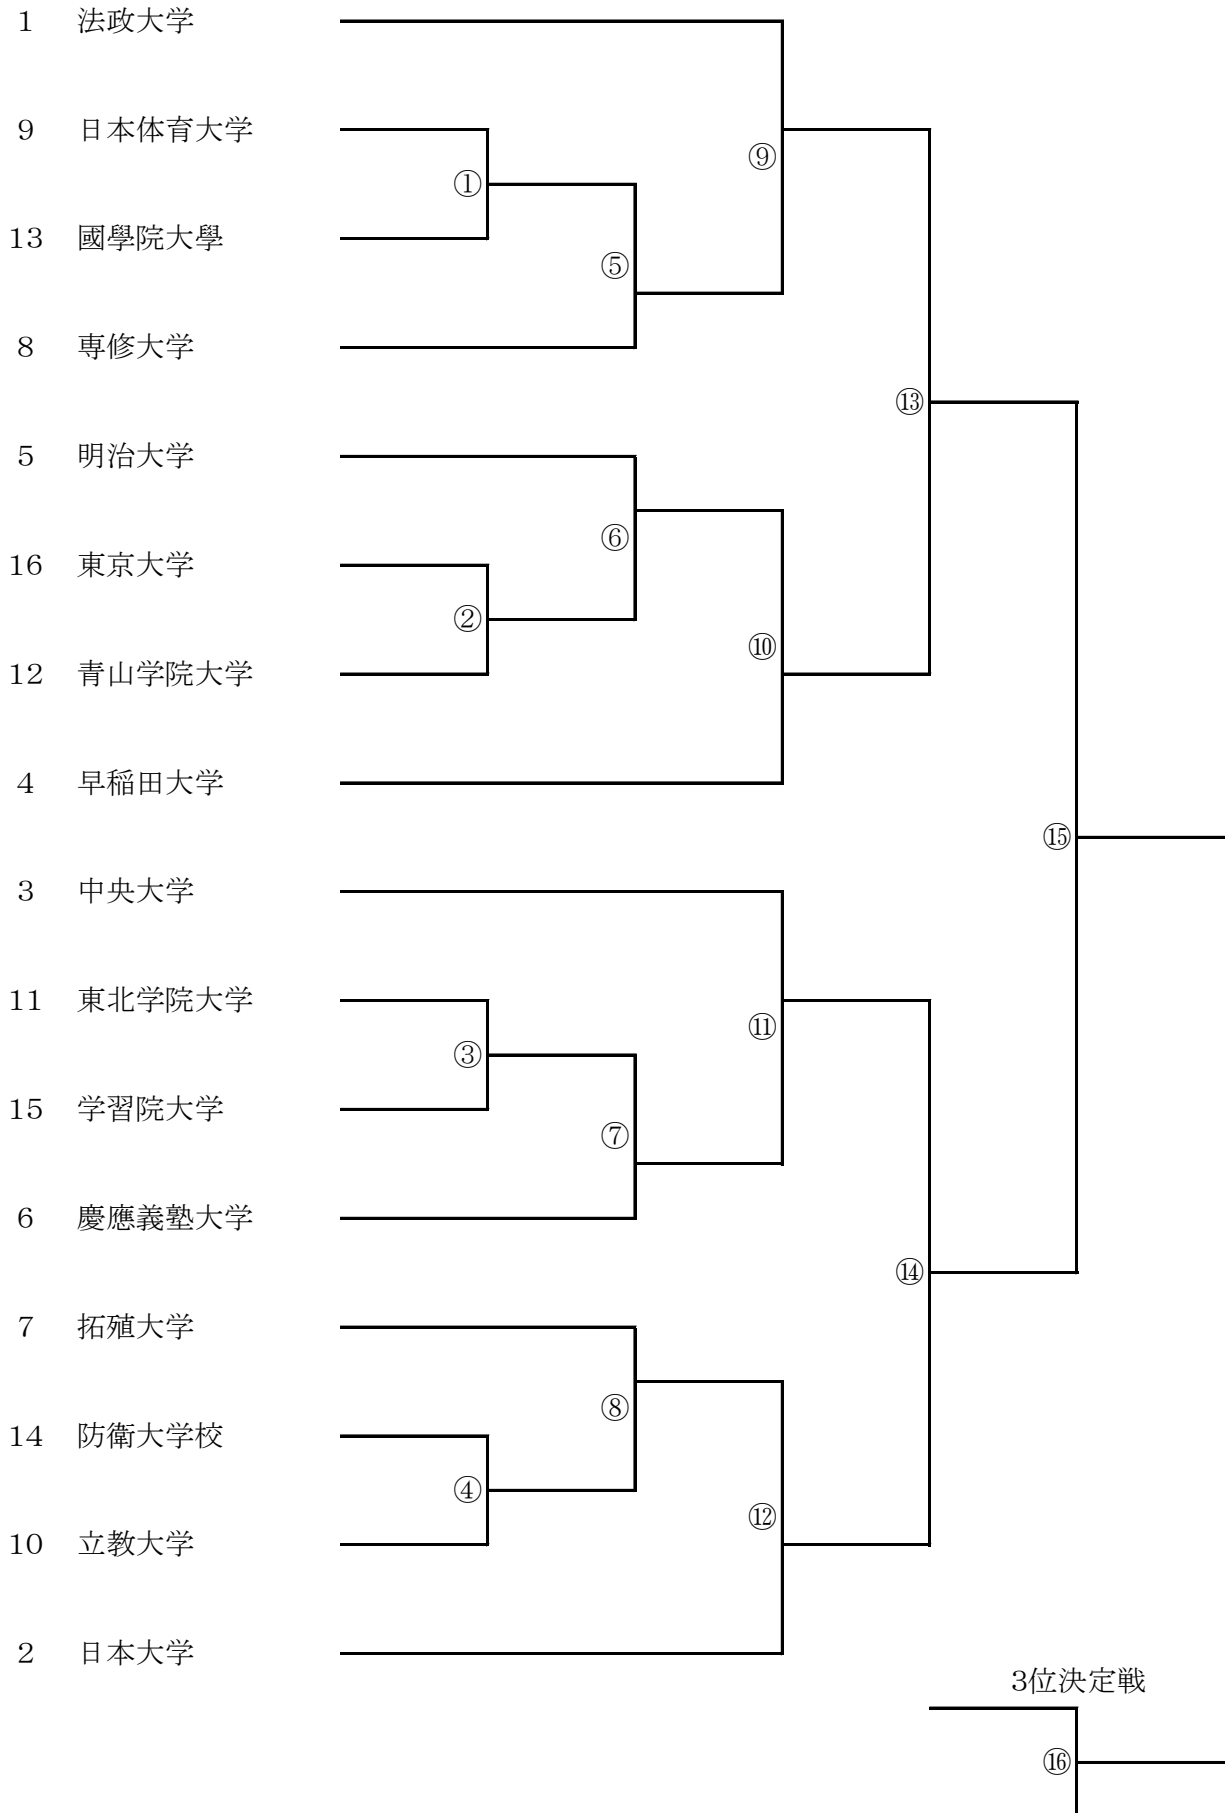 1 法政大学
9 日本体育大学
⑨
①
13 國學院大學
⑤
8 専修大学
⑬
5 明治大学
⑥
16 東京大学
②
⑩
12 青山学院大学
4 早稲田大学
⑮
3 中央大学
11 東北学院大学
⑪
③
15 学習院大学
⑦
6 慶應義塾大学
⑭
7 拓殖大学
⑧
14 防衛大学校
④
⑫
10 立教大学
2 日本大学
3位決定戦
⑯